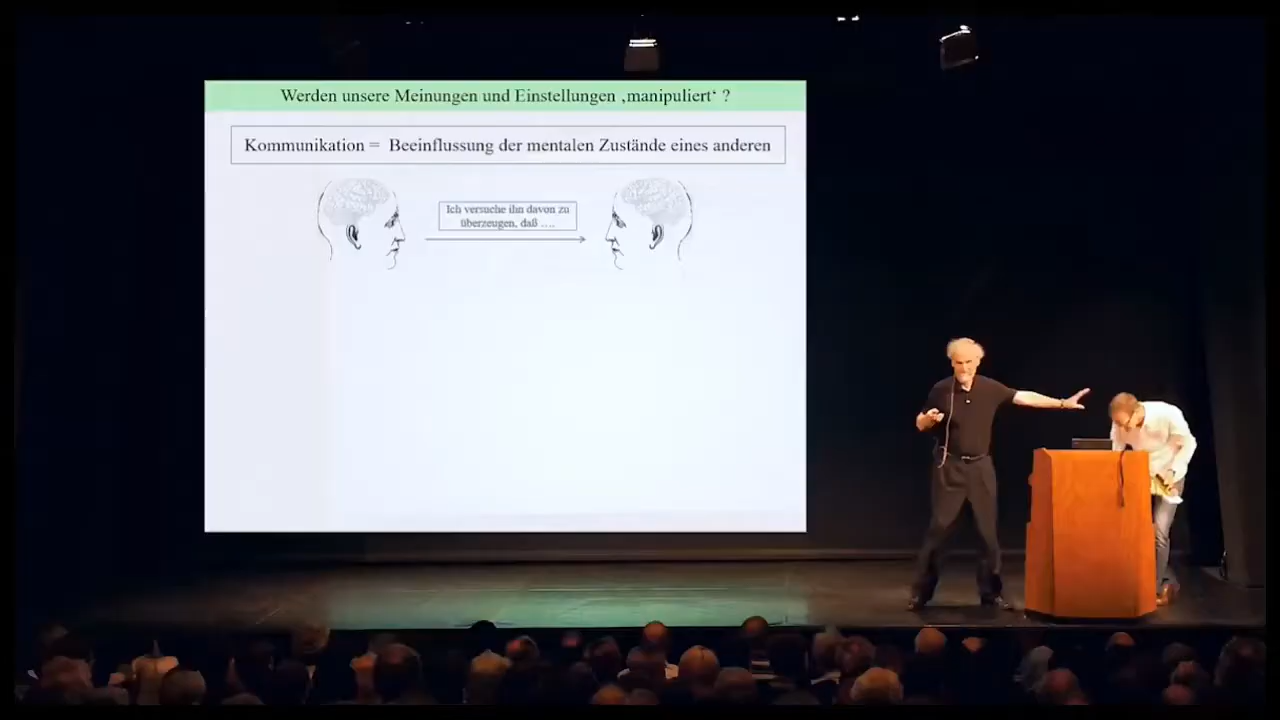 Werden unsere Meinungen und Einstellungen ‚manipuliert‘ ?
Kommunikation = Beeinflussung der mentalen Zustände eines anderen
Ich versuche ihn davon zu
überzeugen, daß ….